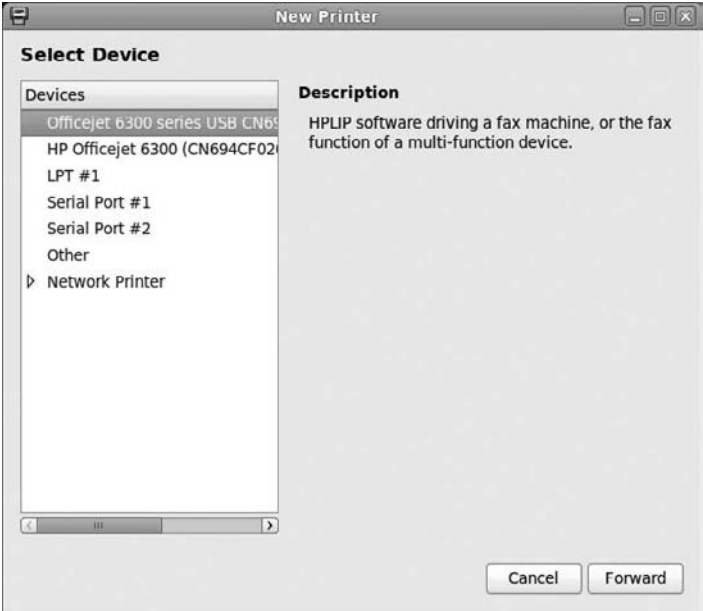 New Printer
Select Device
Devices
Officejet 6300 series USB
HP Officejet 6300
LPT #1
Serial Port #1
Serial Port #2
Other
Network Printer
Description
HPLIP software driving a fax machine, or the fax
function of a multi-function device.
Cancel
Forward